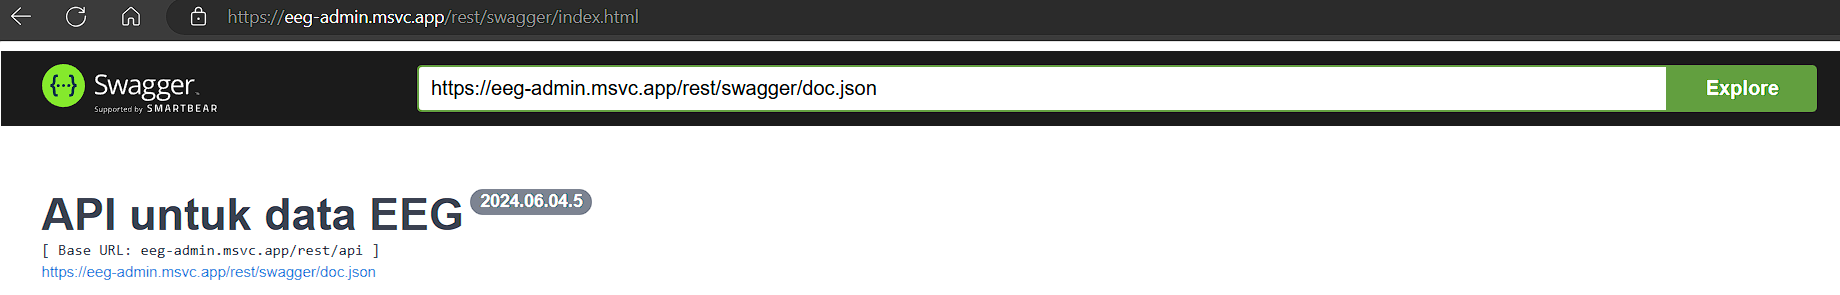 https://eeg-admin.msvc.app/rest/swagger/index.html
Swagger
Supported by SMARTBEAR
https://eeg-admin.msvc.app/rest/swagger/doc.json
Explore
API untuk data EEG 2024.06.04.5
[ Base URL: eeg-admin.msvc.app/rest/api ]
https://eeg-admin.msvc.app/rest/swagger/doc.json